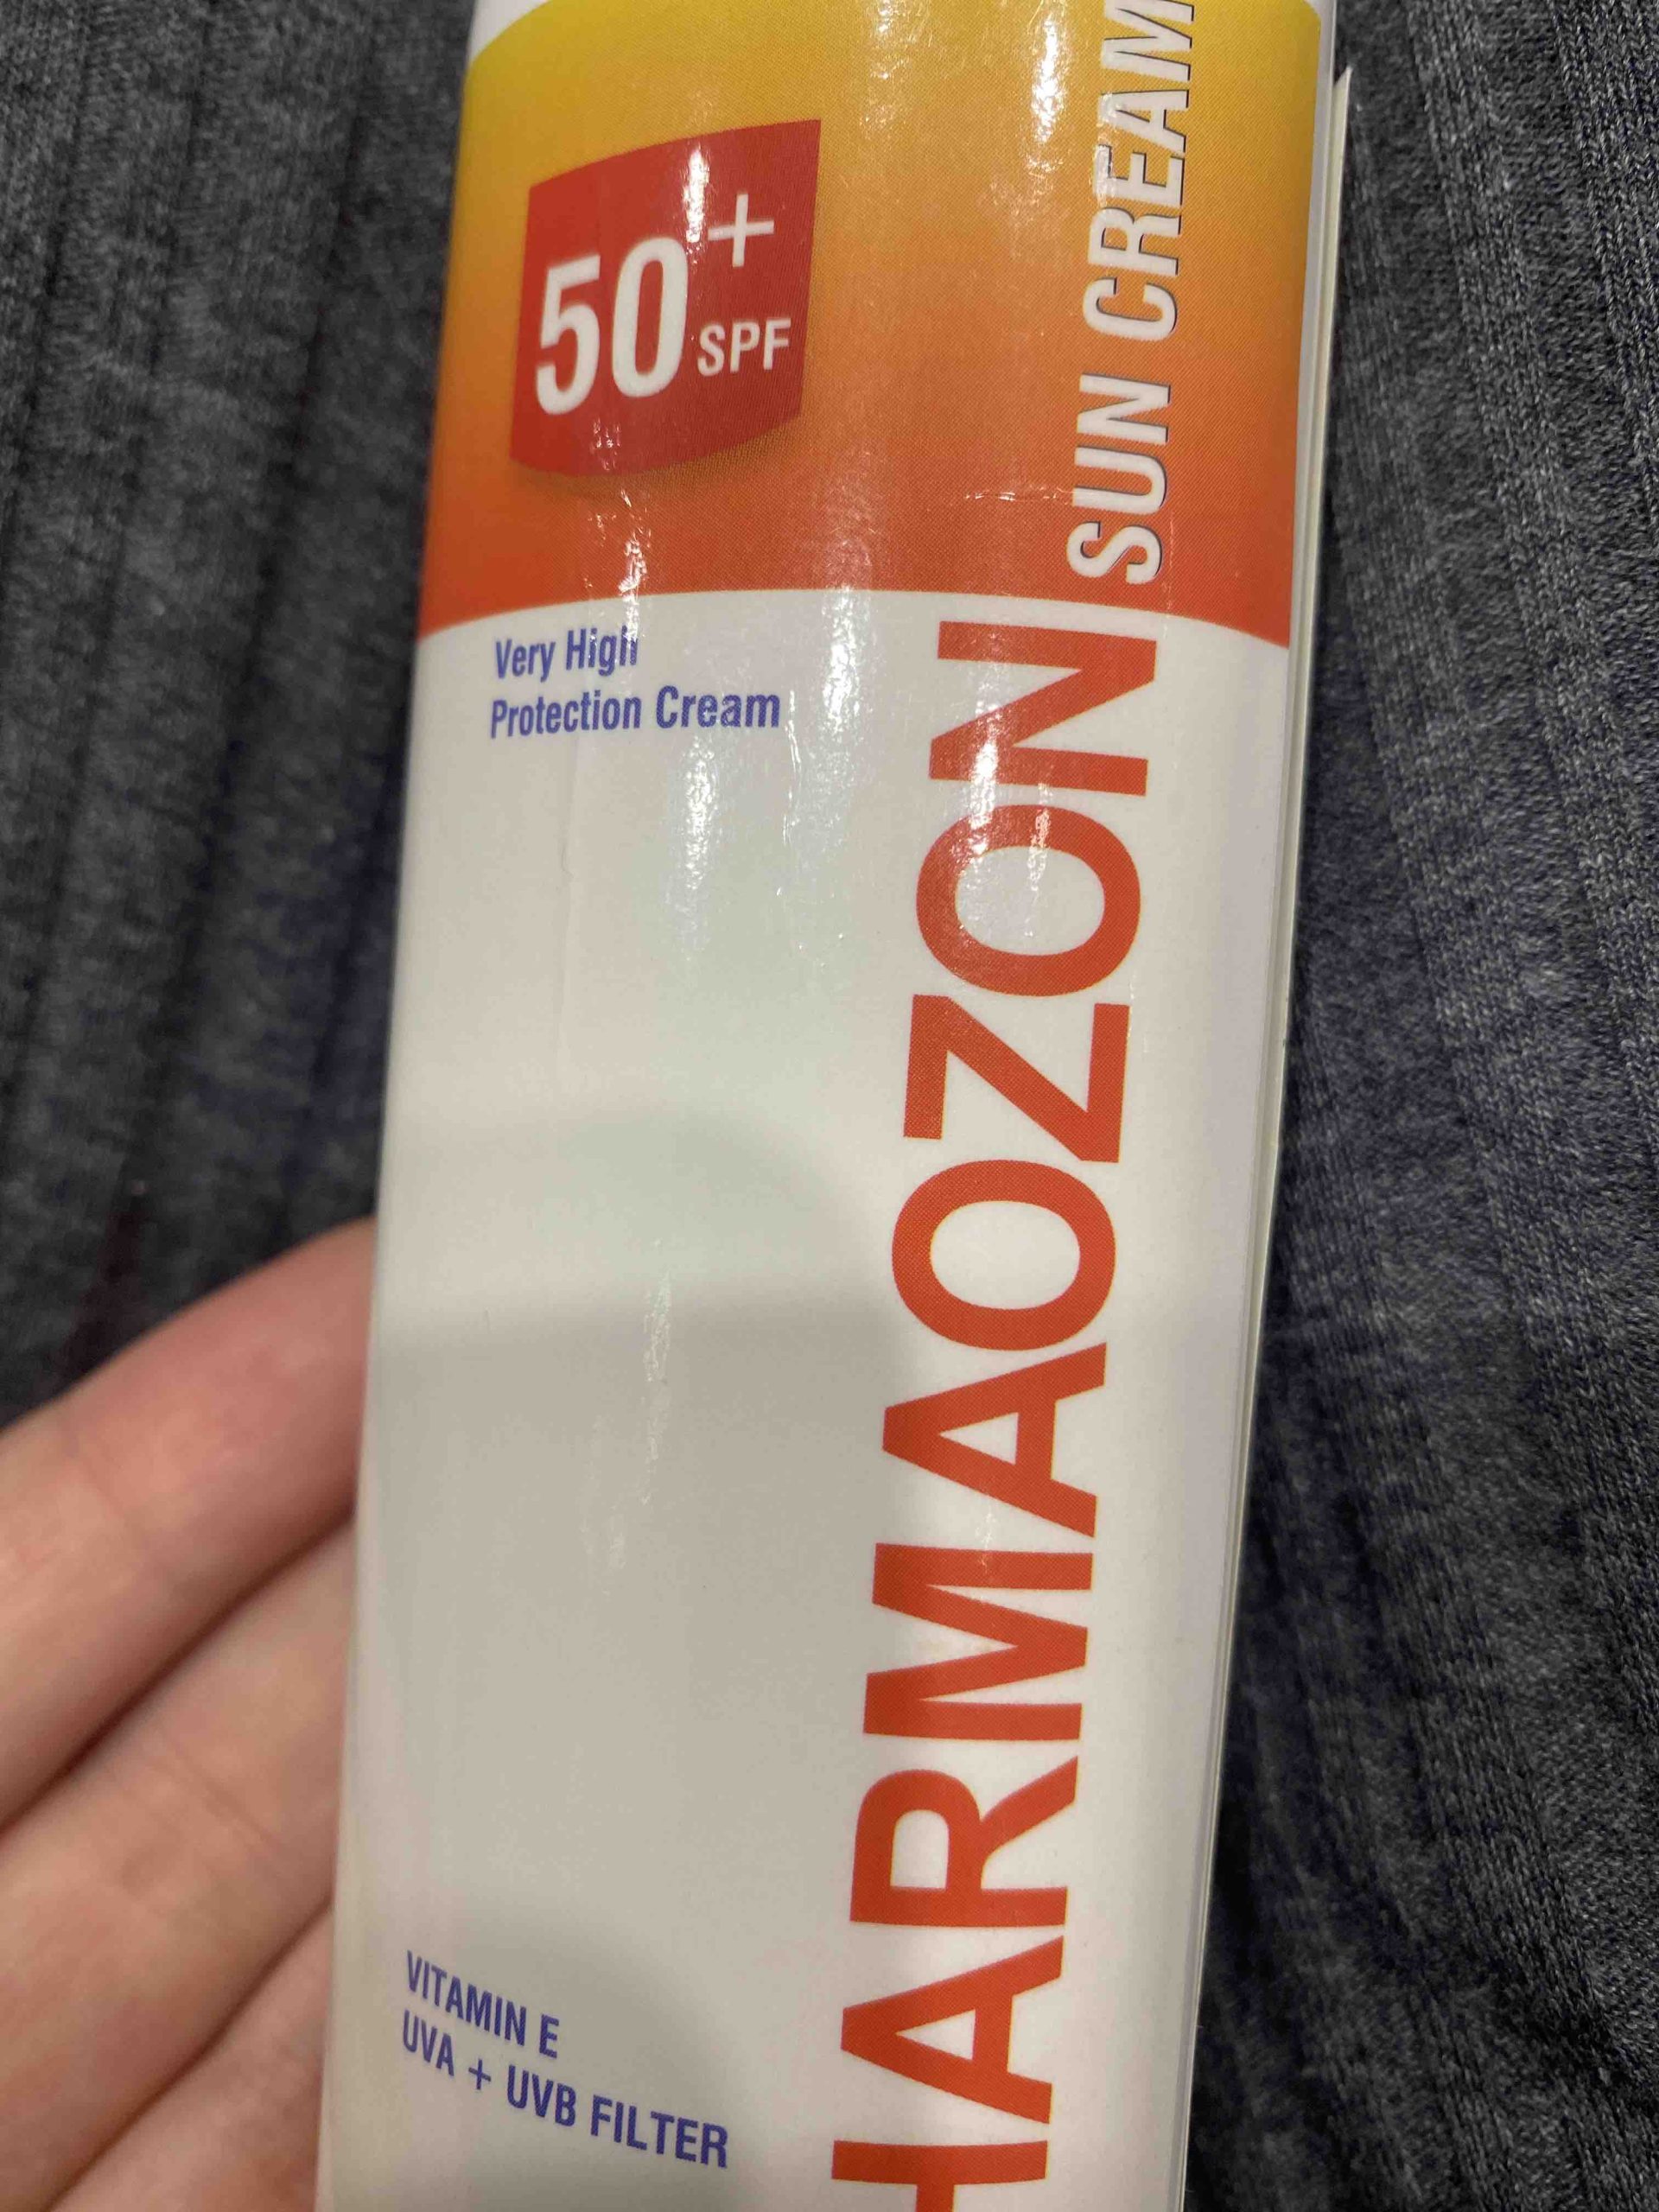 50+ SPF
SUN CREAM
Very High
Protection Cream
HARMAOZON
VITAMIN E
UVA + UVB FILTER